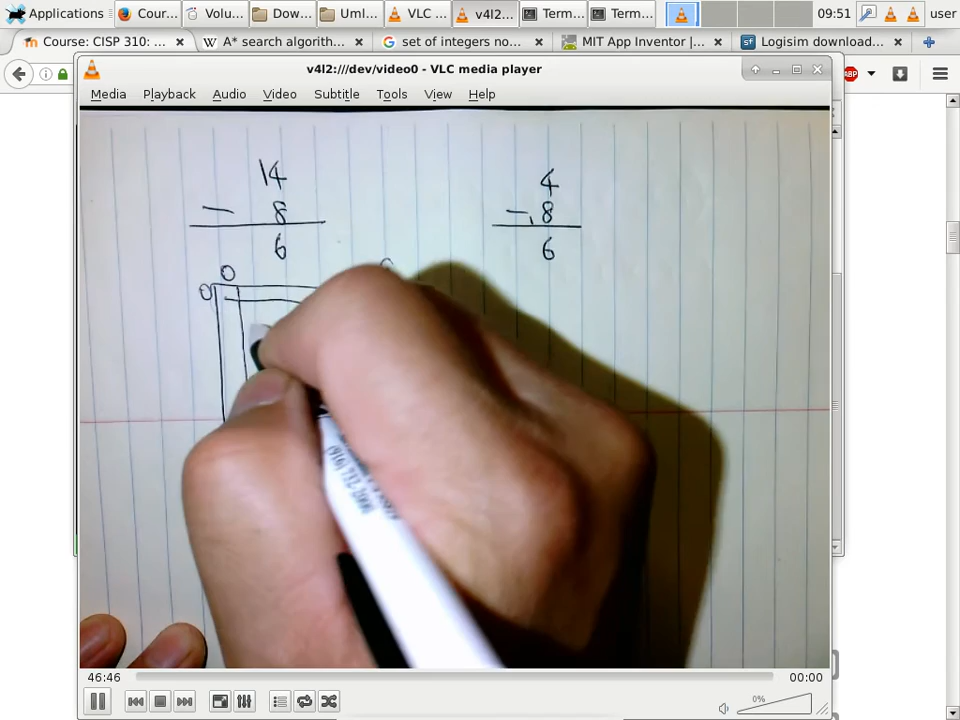 Applications
Cour...
Volu...
Dow...
Uml...
VLC ...
v4l2...
Term...
Term...
09:51
user
Course: CISP 310: ...
A* search algorith...
set of integers no...
MIT App Inventor |...
Logisim download...
ABP
v4l2:///dev/video0 - VLC media player
Media Playback Audio Video Subtitle Tools View Help
14
- 8
6
4
- 8
6
0
0
46:46
00:00
0%